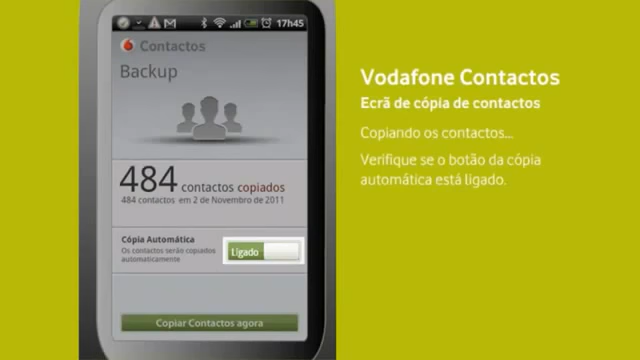 17h45
Contactos
Backup
484 contactos copiados
484 contactos em 2 de Novembro de 2011
Cópia Automática
Os contactos serão copiados
automaticamente
Ligado
Copiar Contactos agora
Vodafone Contactos
Ecrã de cópia de contactos
Copiando os contactos...
Verifique se o botão da cópia
automática está ligado.